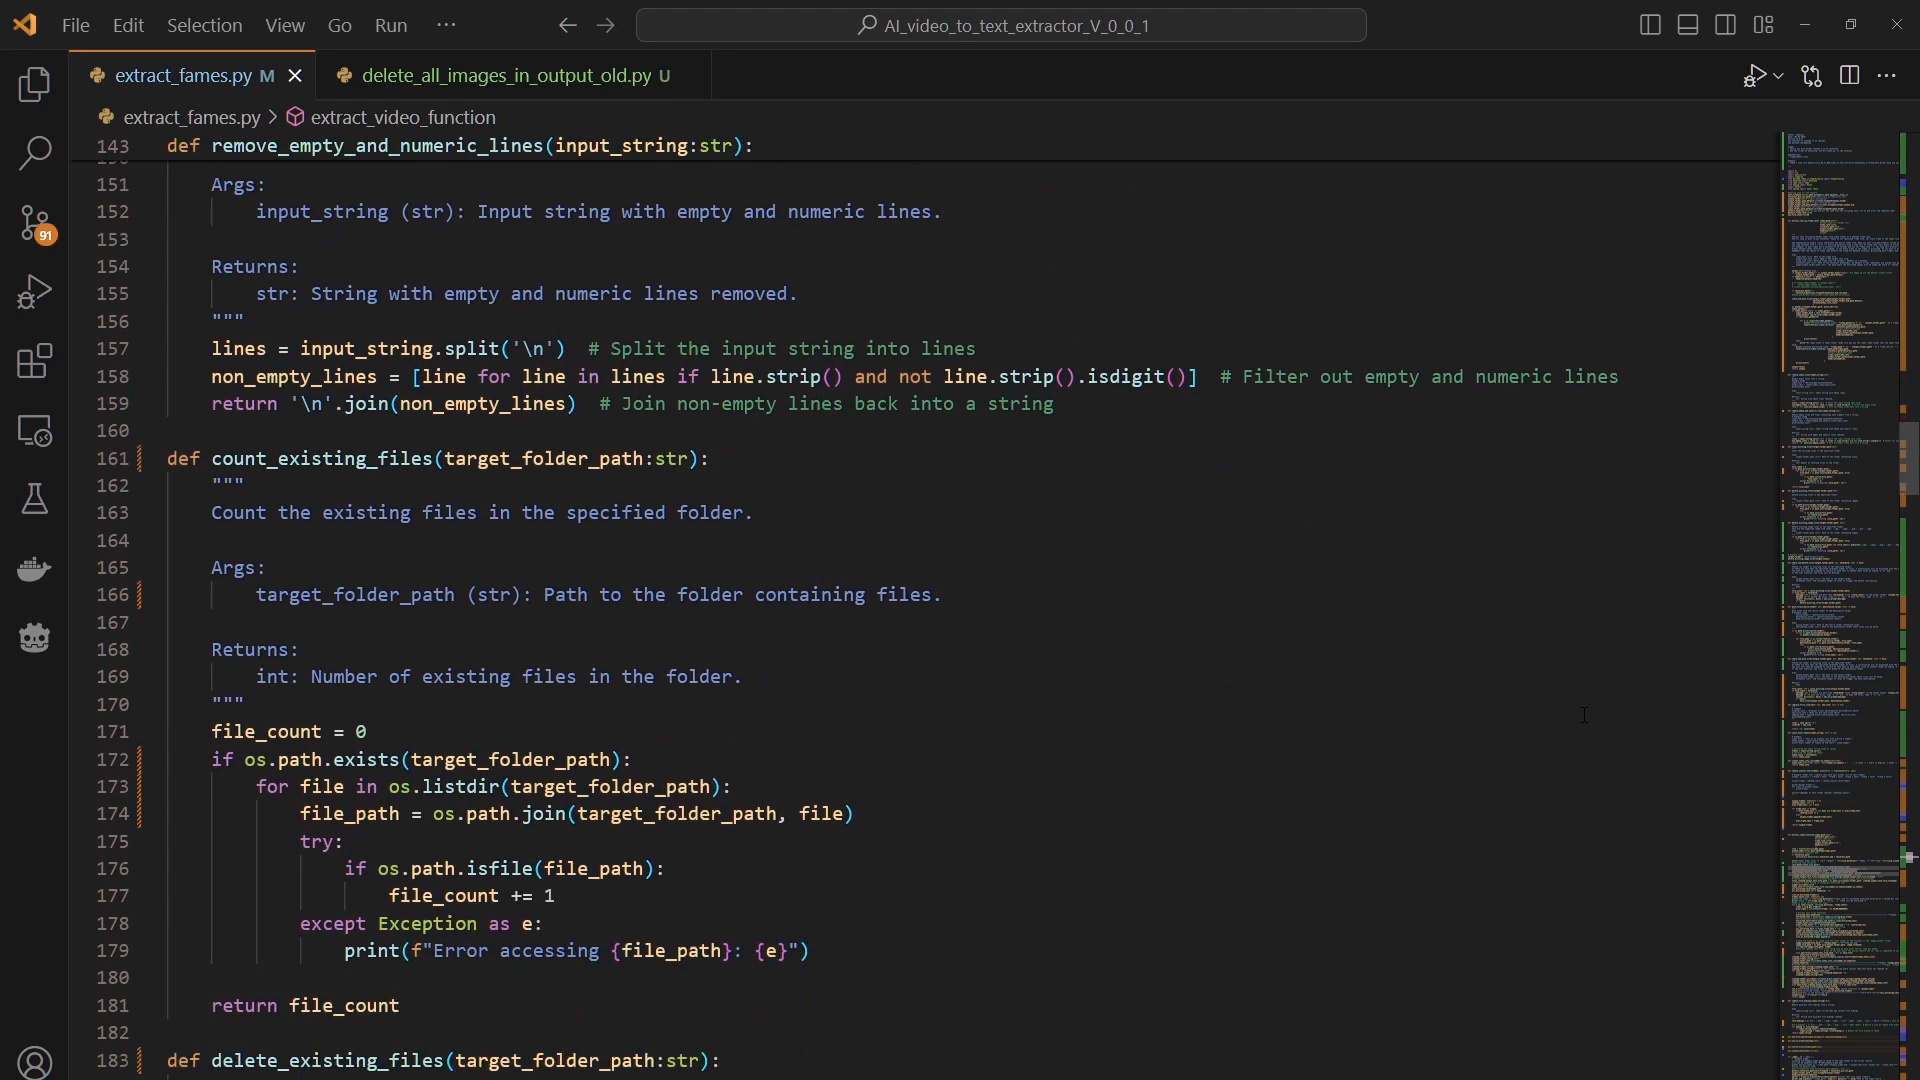 File Edit Selection View Go Run ···
AI_video_to_text_extractor_V_0_0_1
extract_fames.py M
delete_all_images_in_output_old.py U
extract_fames.py > extract_video_function
143 def remove_empty_and_numeric_lines(input_string:str):
151 Args:
152 input_string (str): Input string with empty and numeric lines.
153
154 Returns:
155 str: String with empty and numeric lines removed.
156 """
157 lines = input_string.split('\n')  # Split the input string into lines
158 non_empty_lines = [line for line in lines if line.strip() and not line.strip().isdigit()]  # Filter out empty and numeric lines
159 return '\n'.join(non_empty_lines)  # Join non-empty lines back into a string
160
161 def count_existing_files(target_folder_path:str):
162 """
163 Count the existing files in the specified folder.
164
165 Args:
166 target_folder_path (str): Path to the folder containing files.
167
168 Returns:
169 int: Number of existing files in the folder.
170 """
171 file_count = 0
172 if os.path.exists(target_folder_path):
173 for file in os.listdir(target_folder_path):
174 file_path = os.path.join(target_folder_path, file)
175 try:
176 if os.path.isfile(file_path):
177 file_count += 1
178 except Exception as e:
179 print(f"Error accessing {file_path}: {e}")
180
181 return file_count
182
183 def delete_existing_files(target_folder_path:str):
91